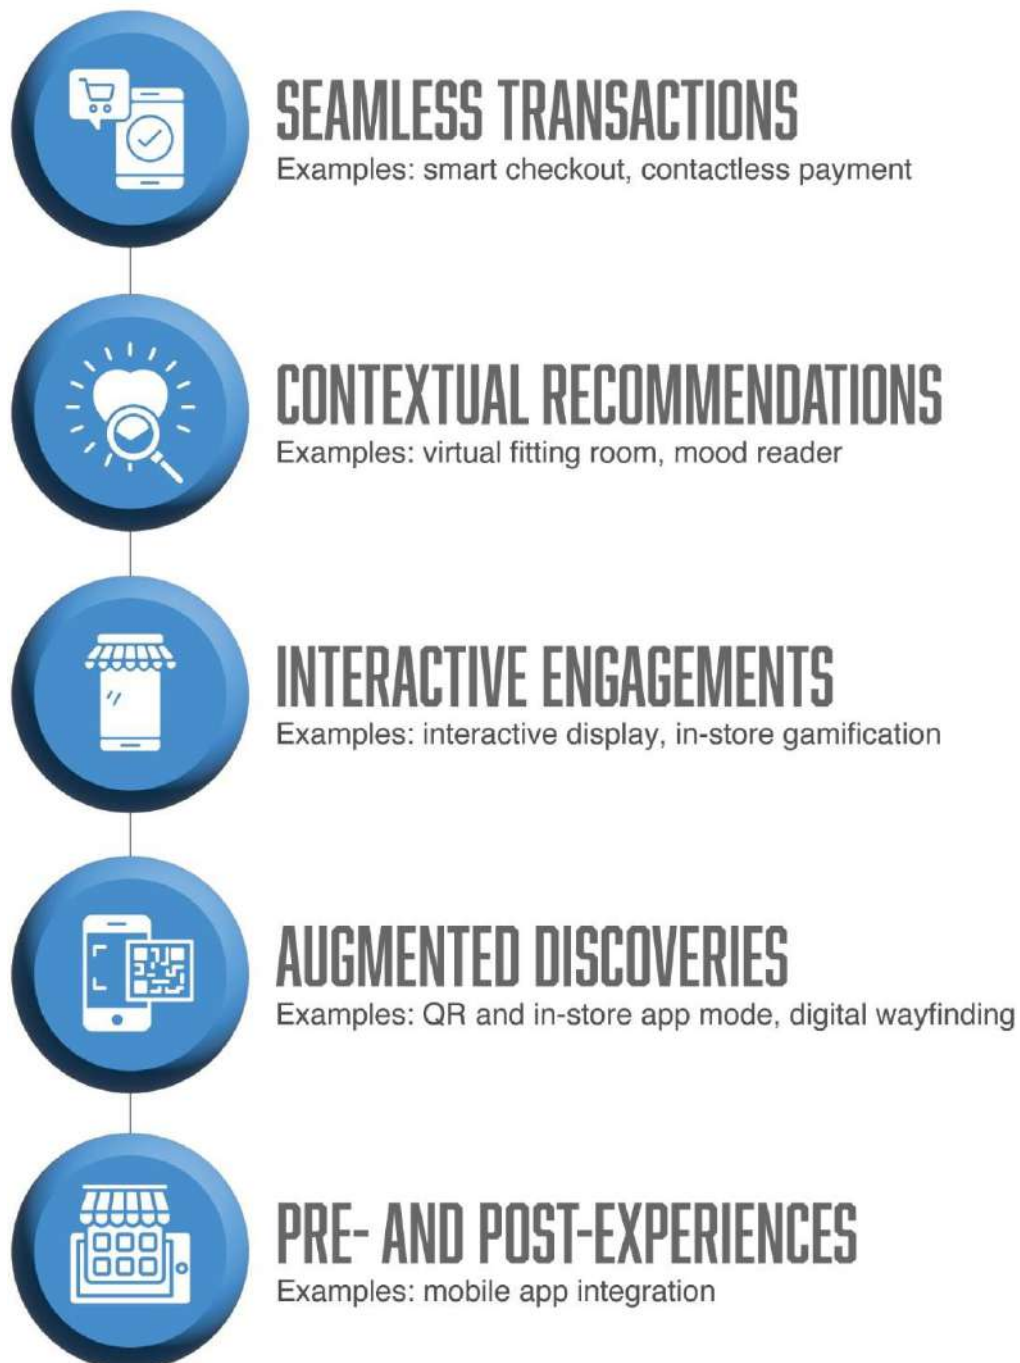 SEAMLESS TRANSACTIONS
Examples: smart checkout, contactless payment
CONTEXTUAL RECOMMENDATIONS
Examples: virtual fitting room, mood reader
INTERACTIVE ENGAGEMENTS
Examples: interactive display, in-store gamification
AUGMENTED DISCOVERIES
Examples: QR and in-store app mode, digital wayfinding
PRE- AND POST-EXPERIENCES
Examples: mobile app integration